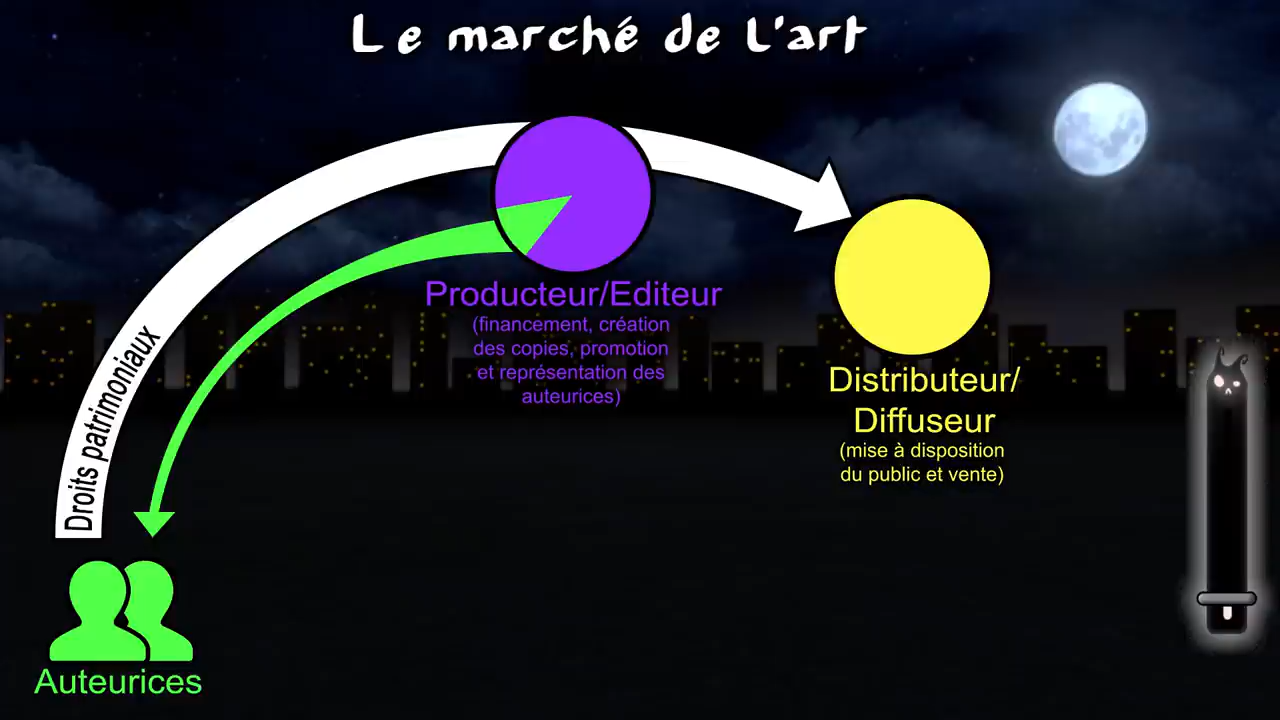 Le marché de l'art
Droits patrimoniaux
Producteur/Editeur
(financement, création
des copies, promotion
et représentation des
auteurices)
Distributeur/
Diffuseur
(mise à disposition
du public et vente)
Auteurices